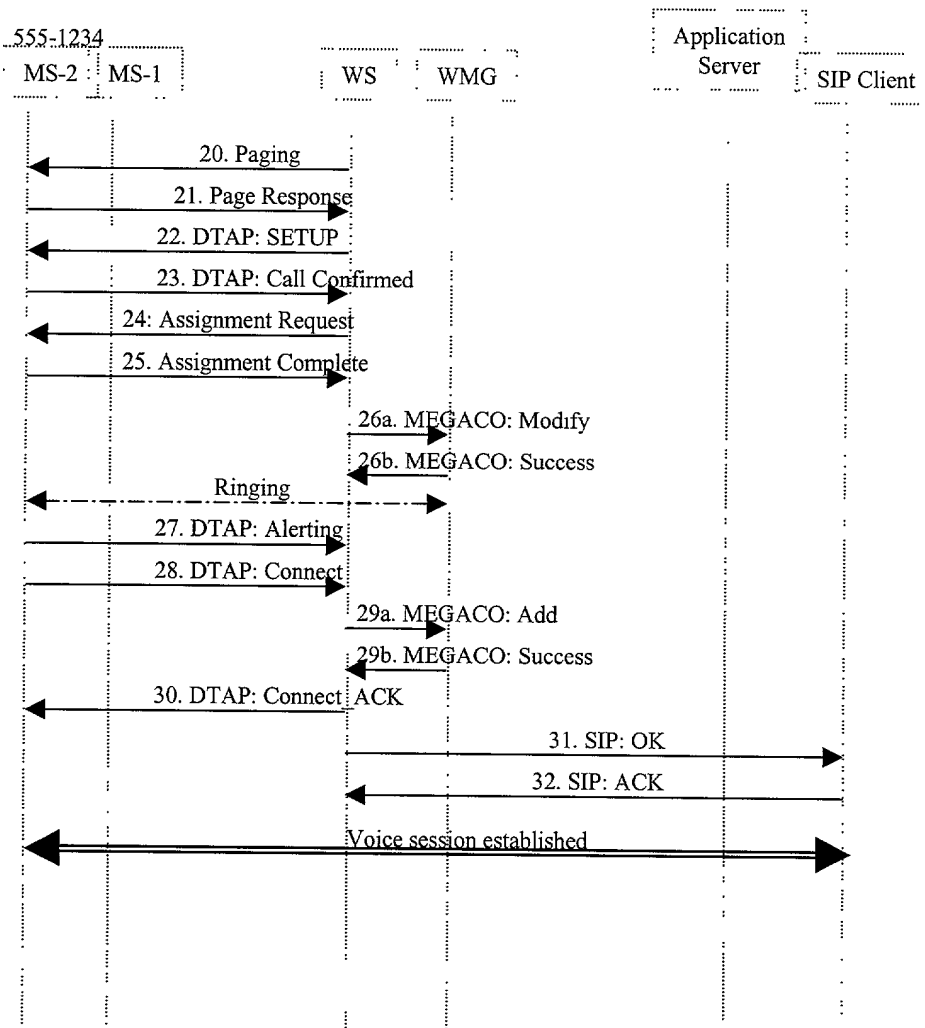 555-1234
MS-2
MS-1
WS
WMG
Application
Server
SIP Client
20. Paging
21. Page Response
22. DTAP: SETUP
23. DTAP: Call Confirmed
24: Assignment Request
25. Assignment Complete
26a. MEGACO: Modify
26b. MEGACO: Success
Ringing
27. DTAP: Alerting
28. DTAP: Connect
29a. MEGACO: Add
29b. MEGACO: Success
30. DTAP: Connect_ACK
31. SIP: OK
32. SIP: ACK
Voice session established